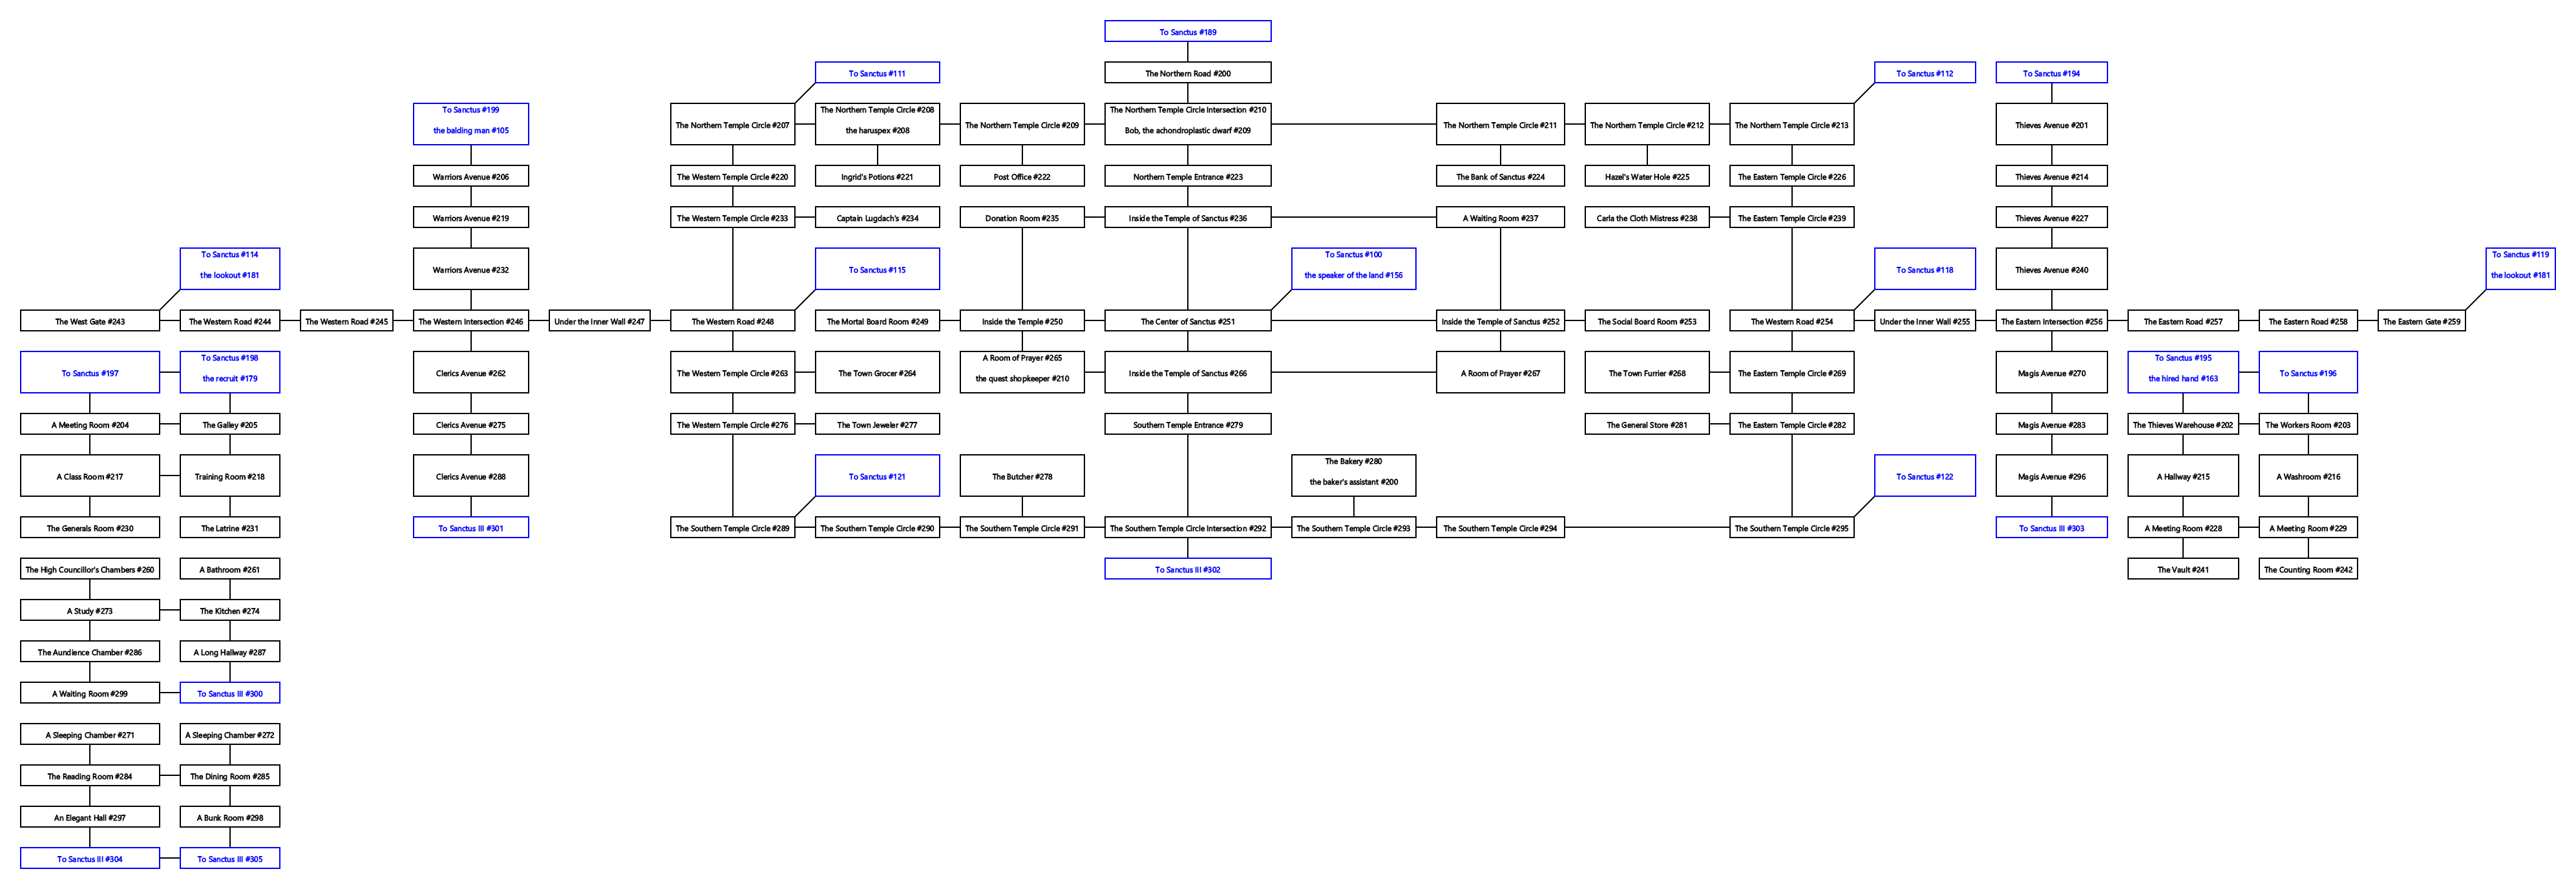 To Sanctus #189
To Sanctus #111
The Northern Road #200
To Sanctus #112
To Sanctus #194
To Sanctus #199
the balding man #105
The Northern Temple Circle #207
The Northern Temple Circle #208
the haruspex #208
The Northern Temple Circle #209
The Northern Temple Circle Intersection #210
Bob, the achondroplastic dwarf #209
The Northern Temple Circle #211
The Northern Temple Circle #212
The Northern Temple Circle #213
Thieves Avenue #201
Warriors Avenue #206
The Western Temple Circle #220
Ingrid's Potions #221
Post Office #222
Northern Temple Entrance #223
The Bank of Sanctus #224
Hazel's Water Hole #225
The Eastern Temple Circle #226
Thieves Avenue #214
Warriors Avenue #219
The Western Temple Circle #233
Captain Lugdach's #234
Donation Room #235
Inside the Temple of Sanctus #236
A Waiting Room #237
Carla the Cloth Mistress #238
The Eastern Temple Circle #239
Thieves Avenue #227
To Sanctus #114
the lookout #181
Warriors Avenue #232
To Sanctus #115
To Sanctus #100
the speaker of the land #156
To Sanctus #118
Thieves Avenue #240
To Sanctus #119
the lookout #181
The West Gate #243
The Western Road #244
The Western Road #245
The Western Intersection #246
Under the Inner Wall #247
The Western Road #248
The Mortal Board Room #249
Inside the Temple #250
The Center of Sanctus #251
Inside the Temple of Sanctus #252
The Social Board Room #253
The Western Road #254
Under the Inner Wall #255
The Eastern Intersection #256
The Eastern Road #257
The Eastern Road #258
The Eastern Gate #259
To Sanctus #197
To Sanctus #198
the recruit #179
Clerics Avenue #262
The Western Temple Circle #263
The Town Grocer #264
A Room of Prayer #265
the quest shopkeeper #210
Inside the Temple of Sanctus #266
A Room of Prayer #267
The Town Furrier #268
The Eastern Temple Circle #269
Magis Avenue #270
To Sanctus #195
the hired hand #163
To Sanctus #196
A Meeting Room #204
The Galley #205
Clerics Avenue #275
The Western Temple Circle #276
The Town Jeweler #277
Southern Temple Entrance #279
The General Store #281
The Eastern Temple Circle #282
Magis Avenue #283
The Thieves Warehouse #202
The Workers Room #203
A Class Room #217
Training Room #218
Clerics Avenue #288
To Sanctus #121
The Butcher #278
The Bakery #280
the baker's assistant #200
To Sanctus #122
Magis Avenue #296
A Hallway #215
A Washroom #216
The Generals Room #230
The Latrine #231
To Sanctus III #301
The Southern Temple Circle #289
The Southern Temple Circle #290
The Southern Temple Circle #291
The Southern Temple Circle Intersection #292
The Southern Temple Circle #293
The Southern Temple Circle #294
The Southern Temple Circle #295
To Sanctus III #303
A Meeting Room #228
A Meeting Room #229
The High Councillor's Chambers #260
A Bathroom #261
To Sanctus III #302
The Vault #241
The Counting Room #242
A Study #273
The Kitchen #274
The Aundience Chamber #286
A Long Hallway #287
A Waiting Room #299
To Sanctus III #300
A Sleeping Chamber #271
A Sleeping Chamber #272
The Reading Room #284
The Dining Room #285
An Elegant Hall #297
A Bunk Room #298
To Sanctus III #304
To Sanctus III #305